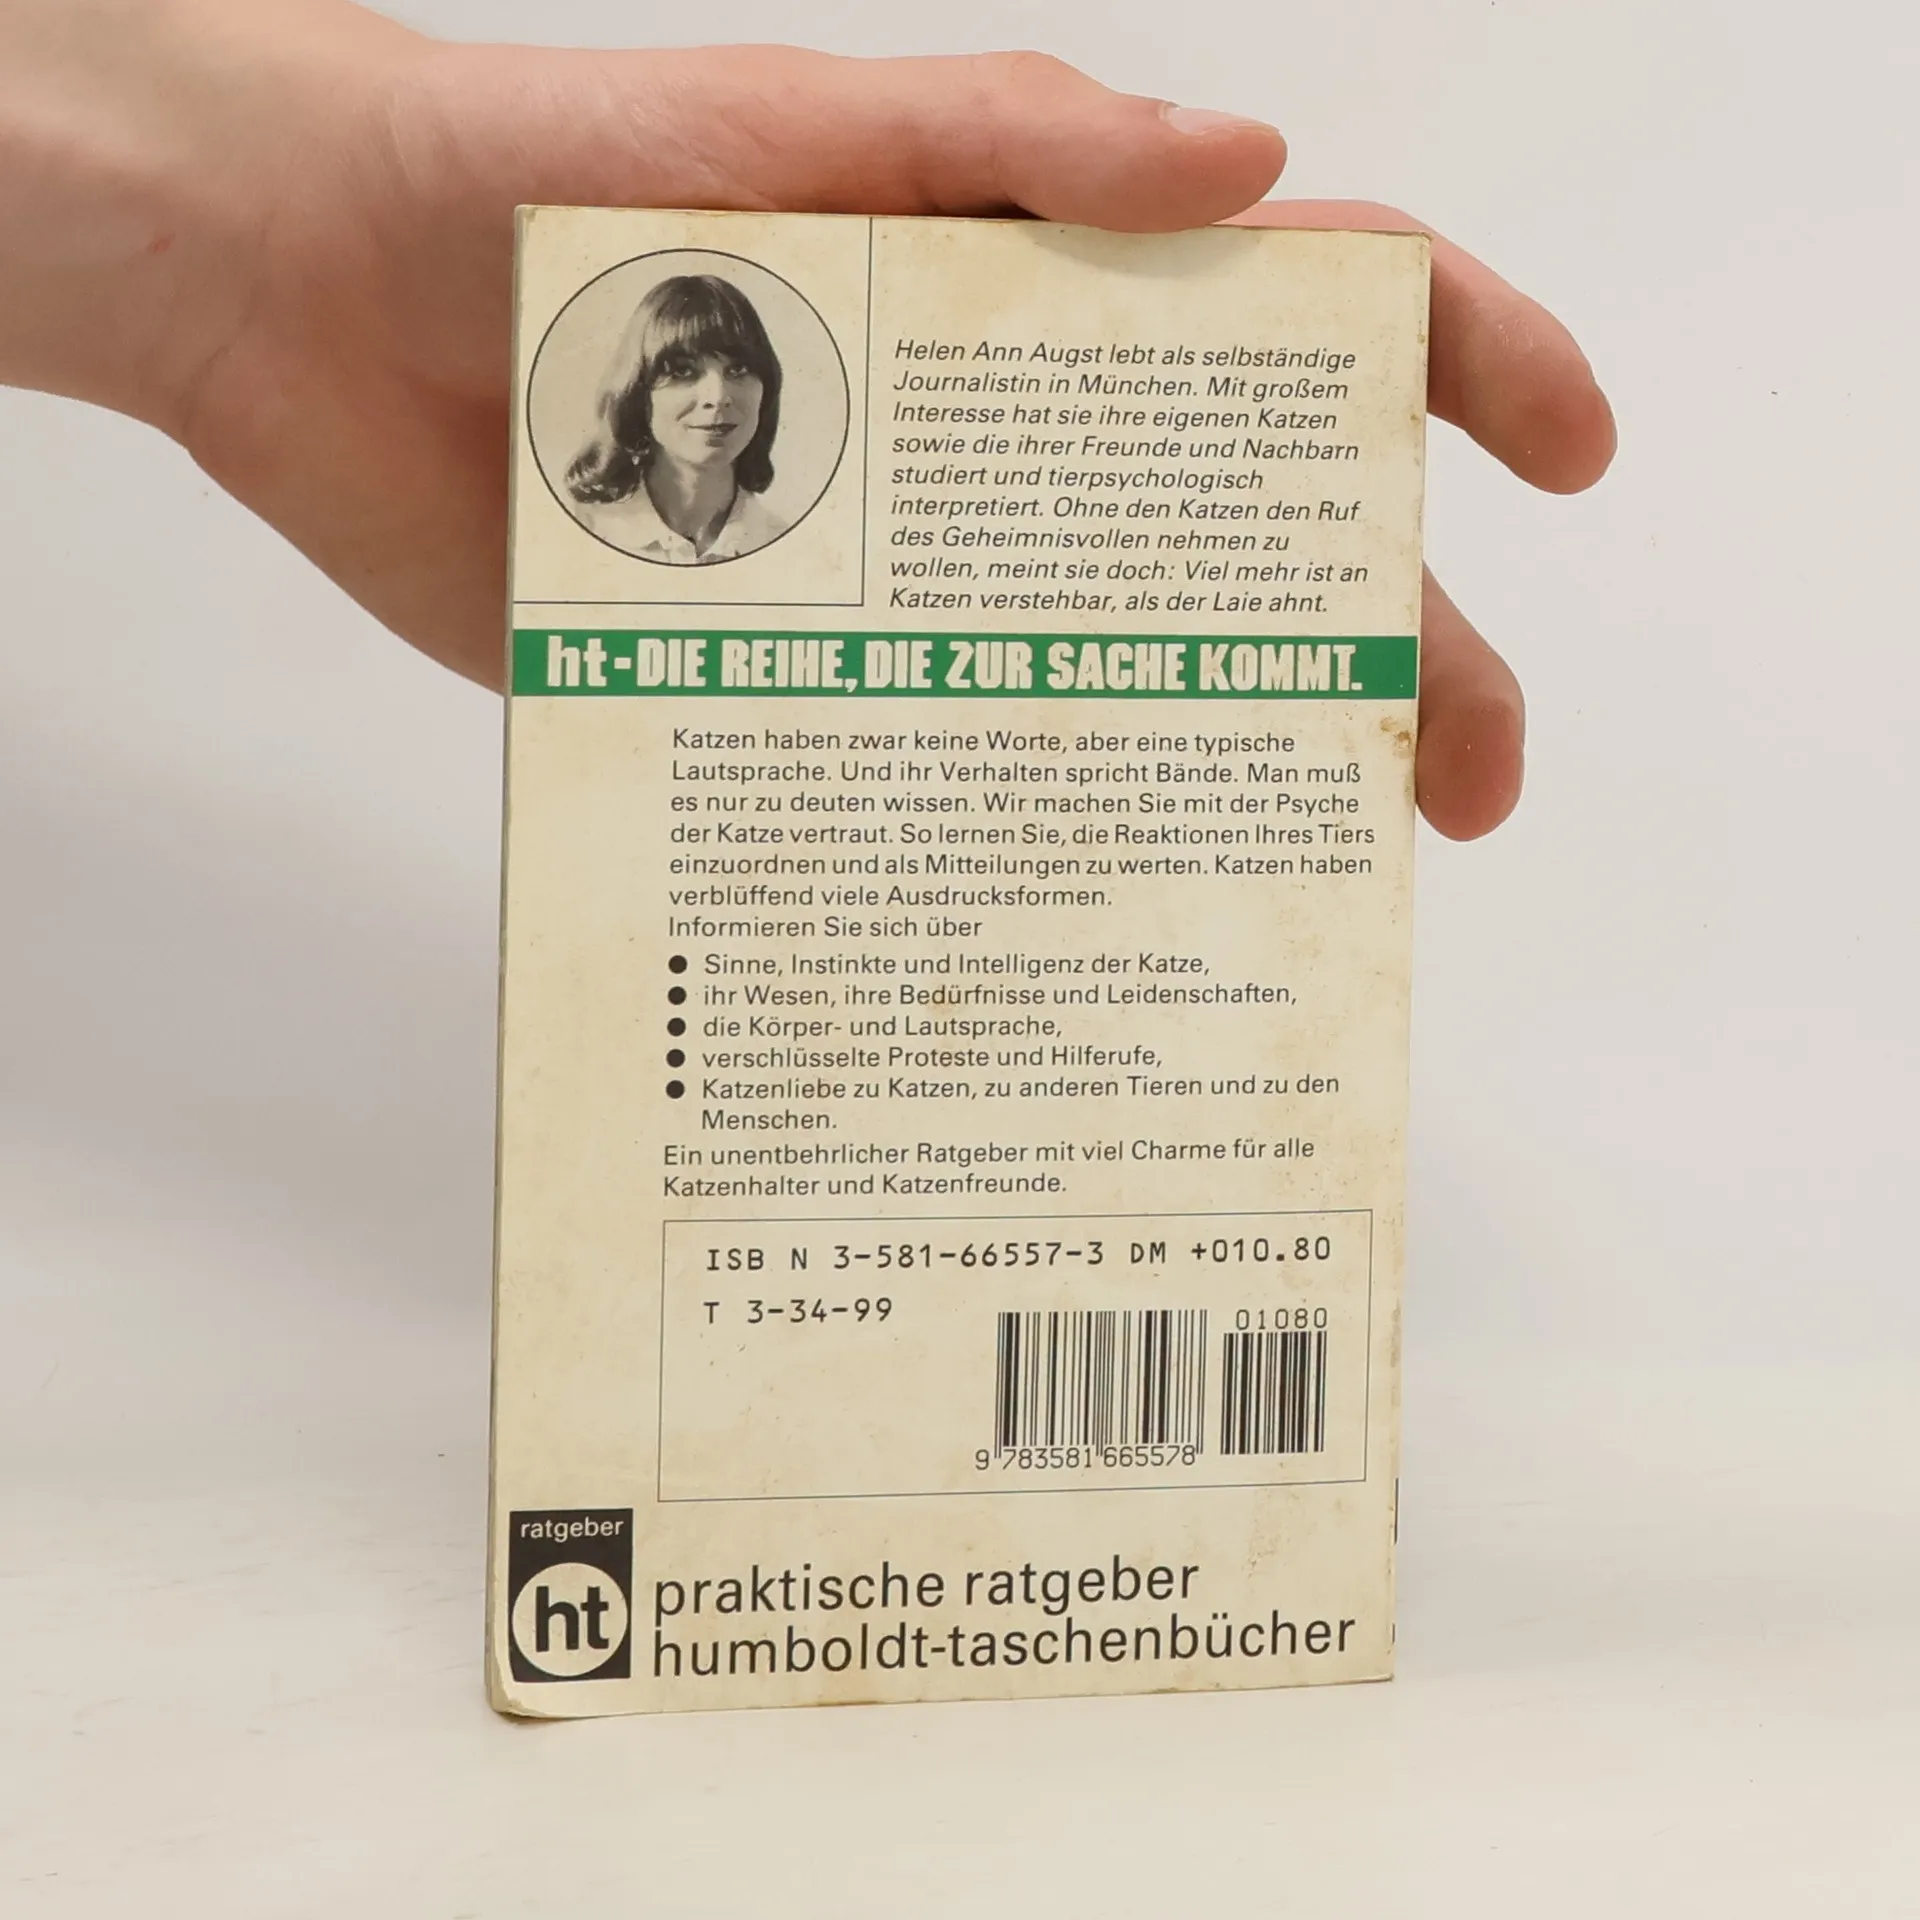 Helen Ann Augst lebt als selbständige
Journalistin in München. Mit großem
Interesse hat sie ihre eigenen Katzen
sowie die ihrer Freunde und Nachbarn
studiert und tierpsychologisch
interpretiert. Ohne den Katzen den Ruf
des Geheimnisvollen nehmen zu
wollen, meint sie doch: Viel mehr ist an
Katzen verstehbar, als der Laie ahnt.
ht-DIE REIHE, DIE ZUR SACHE KOMMT.
Katzen haben zwar keine Worte, aber eine typische
Lautsprache. Und ihr Verhalten spricht Bände. Man muß
es nur zu deuten wissen. Wir machen Sie mit der Psyche
der Katze vertraut. So lernen Sie, die Reaktionen Ihres Tiers
einzuordnen und als Mitteilungen zu werten. Katzen haben
verblüffend viele Ausdrucksformen.
Informieren Sie sich über
● Sinne, Instinkte und Intelligenz der Katze,
● ihr Wesen, ihre Bedürfnisse und Leidenschaften,
● die Körper- und Lautsprache,
● verschlüsselte Proteste und Hilferufe,
● Katzenliebe zu Katzen, zu anderen Tieren und zu den
Menschen.
Ein unentbehrlicher Ratgeber mit viel Charme für alle
Katzenhalter und Katzenfreunde.
ISB N 3-581-66557-3 DM +010.80
T 3-34-99
01080
9 783581 665578
ratgeber
ht
praktische ratgeber
humboldt-taschenbücher